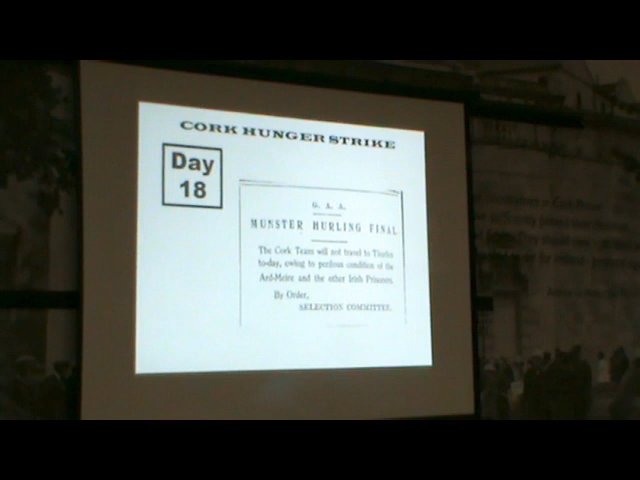 CORK HUNGER STRIKE
Day
18
G. A. A.
MUNSTER HURLING FINAL
The Cork Team will not travel to Thurles
to-day, owing to perilous condition of the
Ard-Meire and the other Irish Prisoners.
By Order,
SELECTION COMMITTEE.